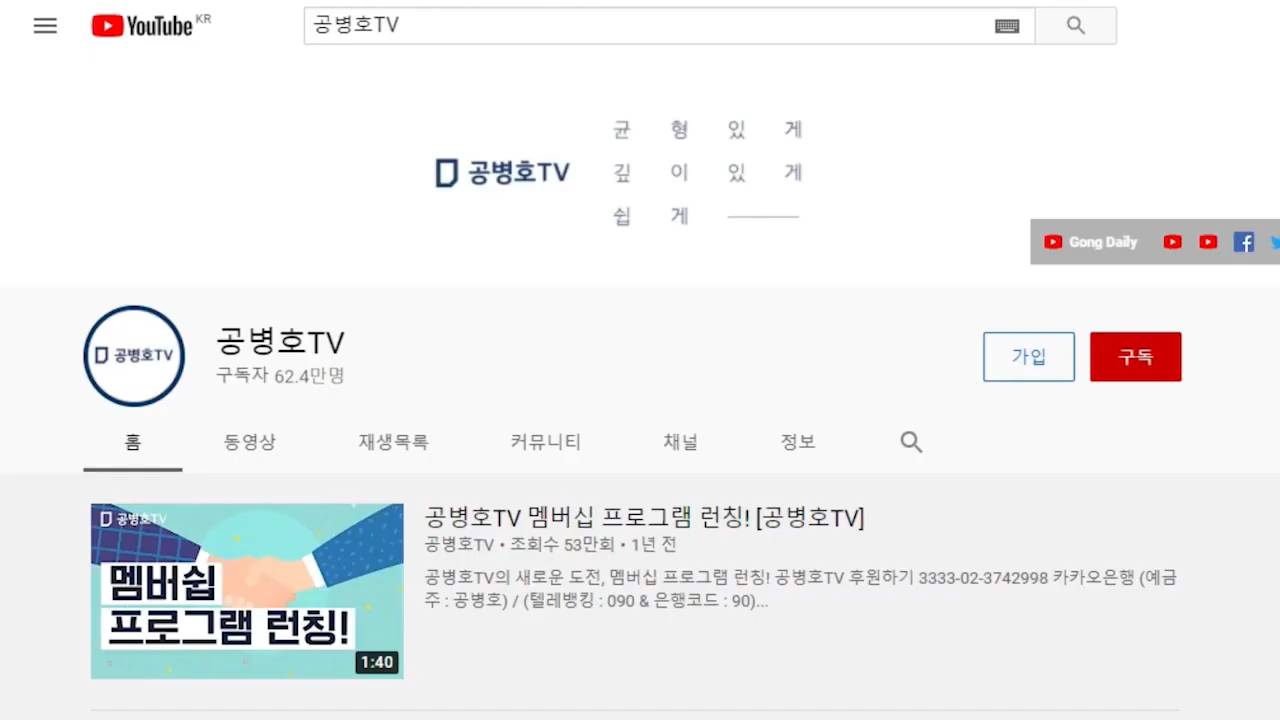 YouTube KR
공병호TV
균 형 있 게
공병호TV
깊 이 있 게
쉽 게
Gong Daily
공병호TV
공병호TV
구독자 62.4만명
가입
구독
홈
동영상
재생목록
커뮤니티
채널
정보
공병호TV
멤버쉽
프로그램 런칭!
1:40
공병호TV 멤버십 프로그램 런칭! [공병호TV]
공병호TV • 조회수 53만회 • 1년 전
공병호TV의 새로운 도전, 멤버십 프로그램 런칭! 공병호TV 후원하기 3333-02-3742998 카카오은행 (예금
주 : 공병호) / (텔레뱅킹 : 090 & 은행코드 : 90)...